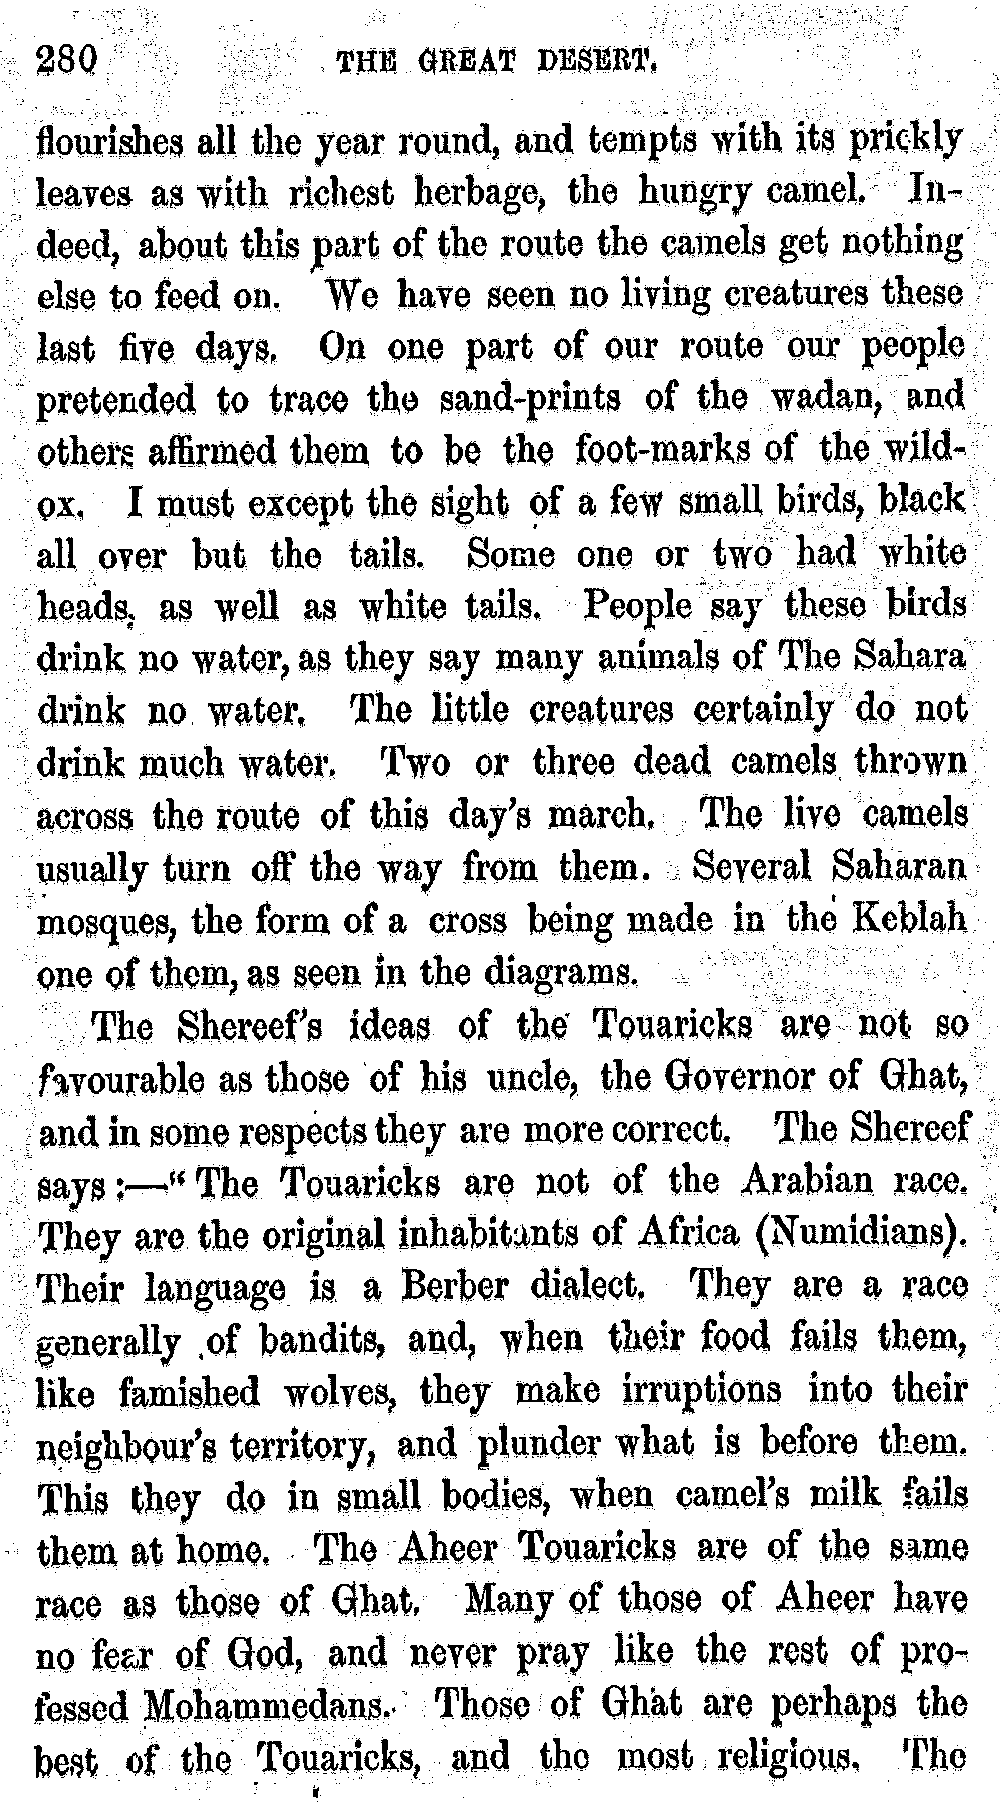 280 THE GREAT DESERT.
flourishes all the year round, and tempts with its prickly
leaves as with richest herbage, the hungry camel. In-
deed, about this part of the route the camels get nothing
else to feed on. We have seen no living creatures these
last five days. On one part of our route our people
pretended to trace the sand-prints of the wadan, and
others affirmed them to be the foot-marks of the wild-
ox. I must except the sight of a few small birds, black
all over but the tails. Some one or two had white
heads, as well as white tails. People say these birds
drink no water, as they say many animals of The Sahara
drink no water. The little creatures certainly do not
drink much water. Two or three dead camels thrown
across the route of this day's march. The live camels
usually turn off the way from them. Several Saharan
mosques, the form of a cross being made in the Keblah
one of them, as seen in the diagrams.
The Shereef's ideas of the Touaricks are not so
favourable as those of his uncle, the Governor of Ghat,
and in some respects they are more correct. The Shereef
says:—"The Touaricks are not of the Arabian race.
They are the original inhabitants of Africa (Numidians).
Their language is a Berber dialect. They are a race
generally of bandits, and, when their food fails them,
like famished wolves, they make irruptions into their
neighbour's territory, and plunder what is before them.
This they do in small bodies, when camel's milk fails
them at home. The Aheer Touaricks are of the same
race as those of Ghat. Many of those of Aheer have
no fear of God, and never pray like the rest of pro-
fessed Mohammedans. Those of Ghat are perhaps the
best of the Touaricks, and the most religious. The